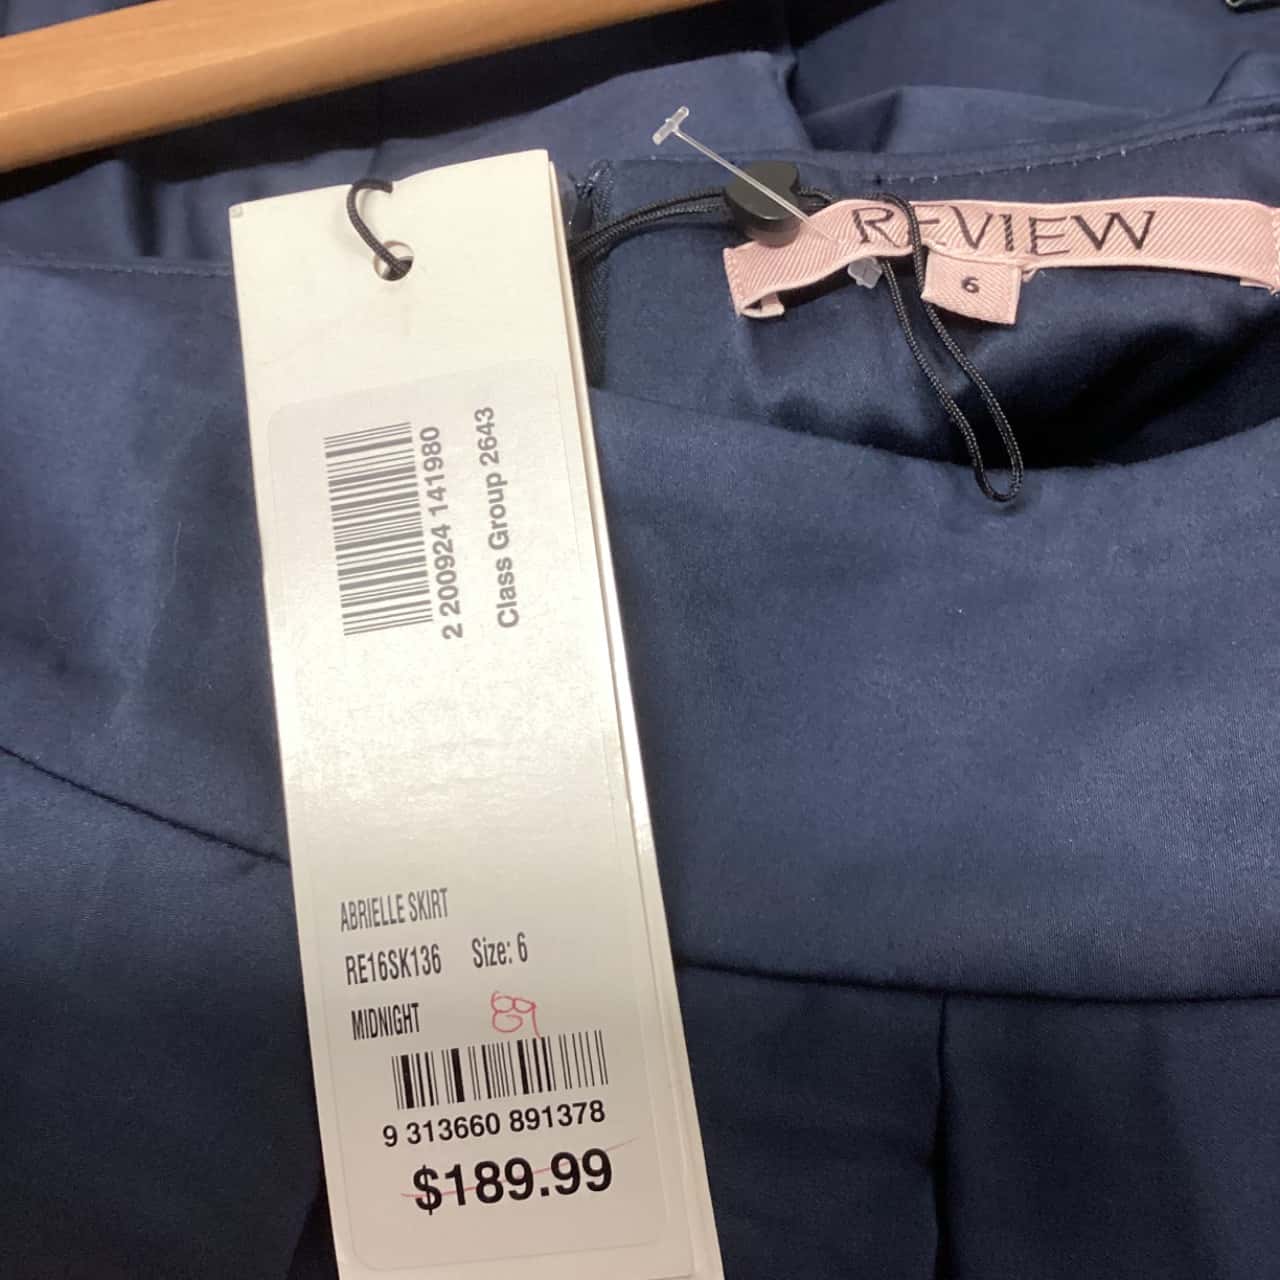 REVIEW
6
2 200924 141980
Class Group 2643
ABRIELLE SKIRT
RE16SK136 Size: 6
MIDNIGHT 89
9 313660 891378
$189.99